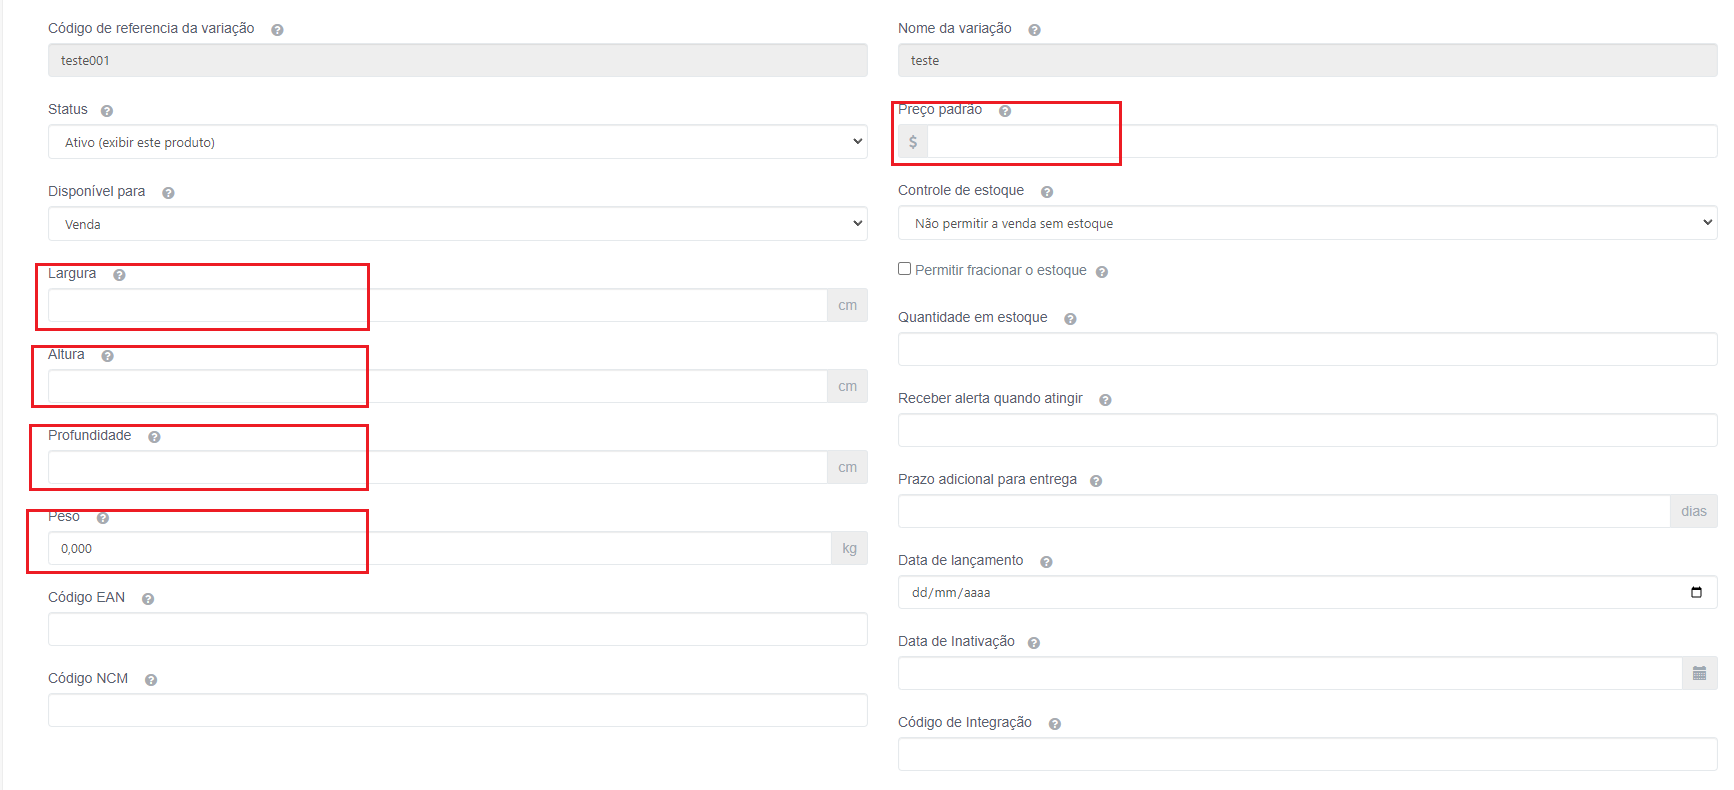 Código de referencia da variação
teste001
Status
Ativo (exibir este produto)
Disponível para
Venda
Largura
cm
Altura
cm
Profundidade
cm
Peso
0,000
kg
Código EAN
Código NCM
Nome da variação
teste
Preço padrão
$
Controle de estoque
Não permitir a venda sem estoque
Permitir fracionar o estoque
Quantidade em estoque
Receber alerta quando atingir
Prazo adicional para entrega
dias
Data de lançamento
dd/mm/aaaa
Data de Inativação
Código de Integração